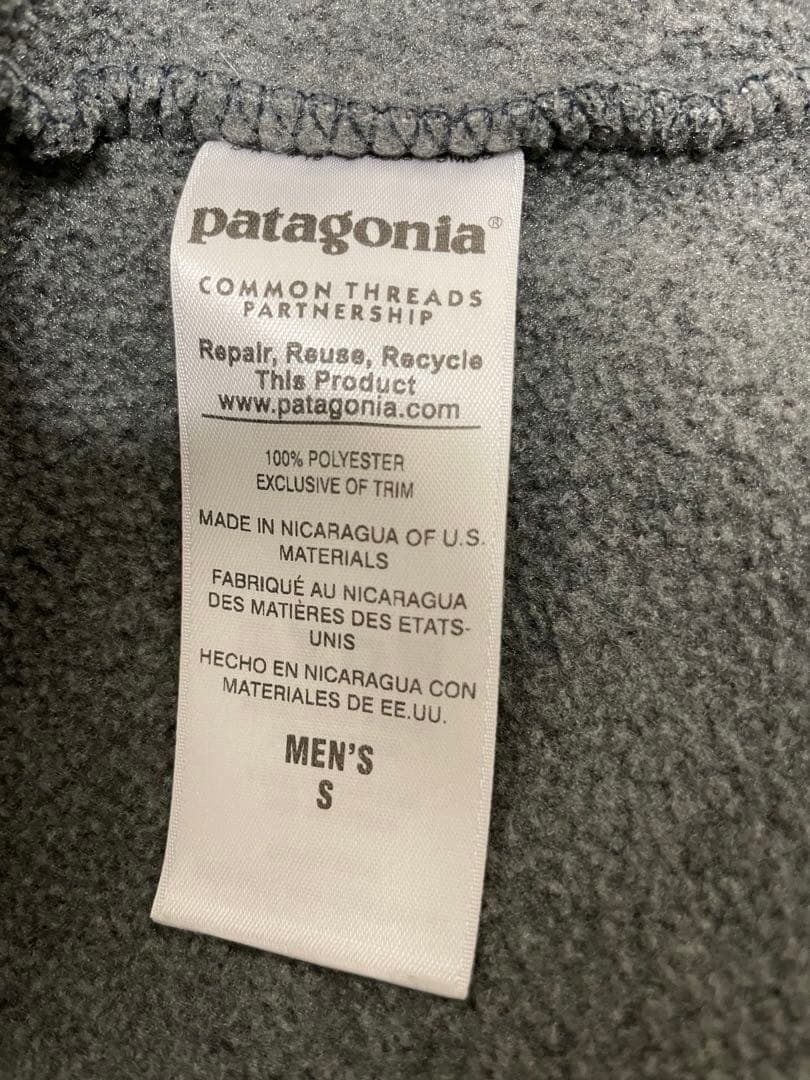 patagonia®
COMMON THREADS
PARTNERSHIP
Repair, Reuse, Recycle
This Product
www.patagonia.com
100% POLYESTER
EXCLUSIVE OF TRIM
MADE IN NICARAGUA OF U.S.
MATERIALS
FABRIQUÉ AU NICARAGUA
DES MATIÈRES DES ETATS-
UNIS
HECHO EN NICARAGUA CON
MATERIALES DE EE.UU.
MEN'S
S